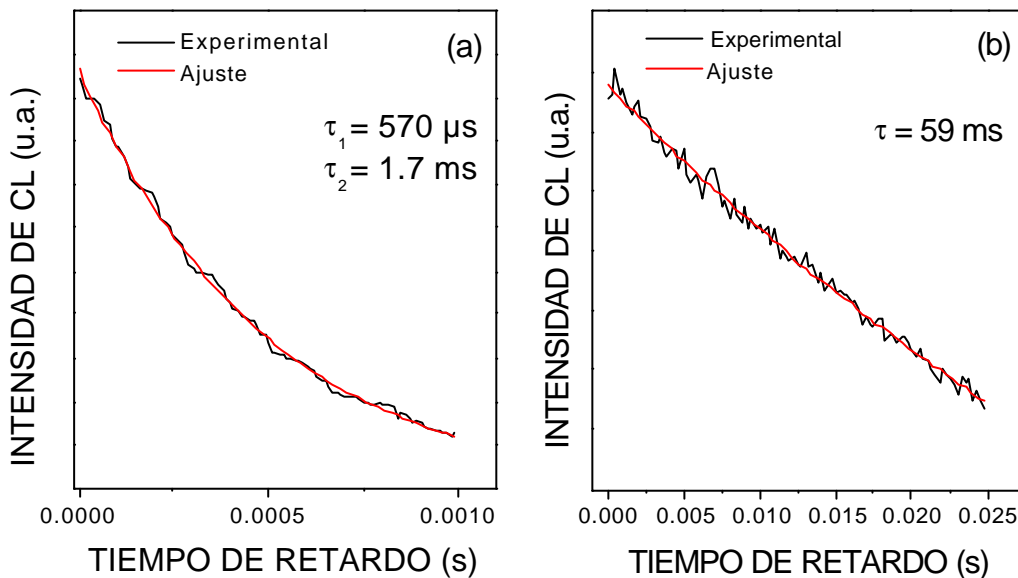 Experimental
Ajuste
(a)
τ1 = 570 µs
τ2 = 1.7 ms
INTENSIDAD DE CL (u.a.)
0.0000 0.0005 0.0010
TIEMPO DE RETARDO (s)
Experimental
Ajuste
(b)
τ = 59 ms
INTENSIDAD DE CL (u.a.)
0.000 0.005 0.010 0.015 0.020 0.025
TIEMPO DE RETARDO (s)